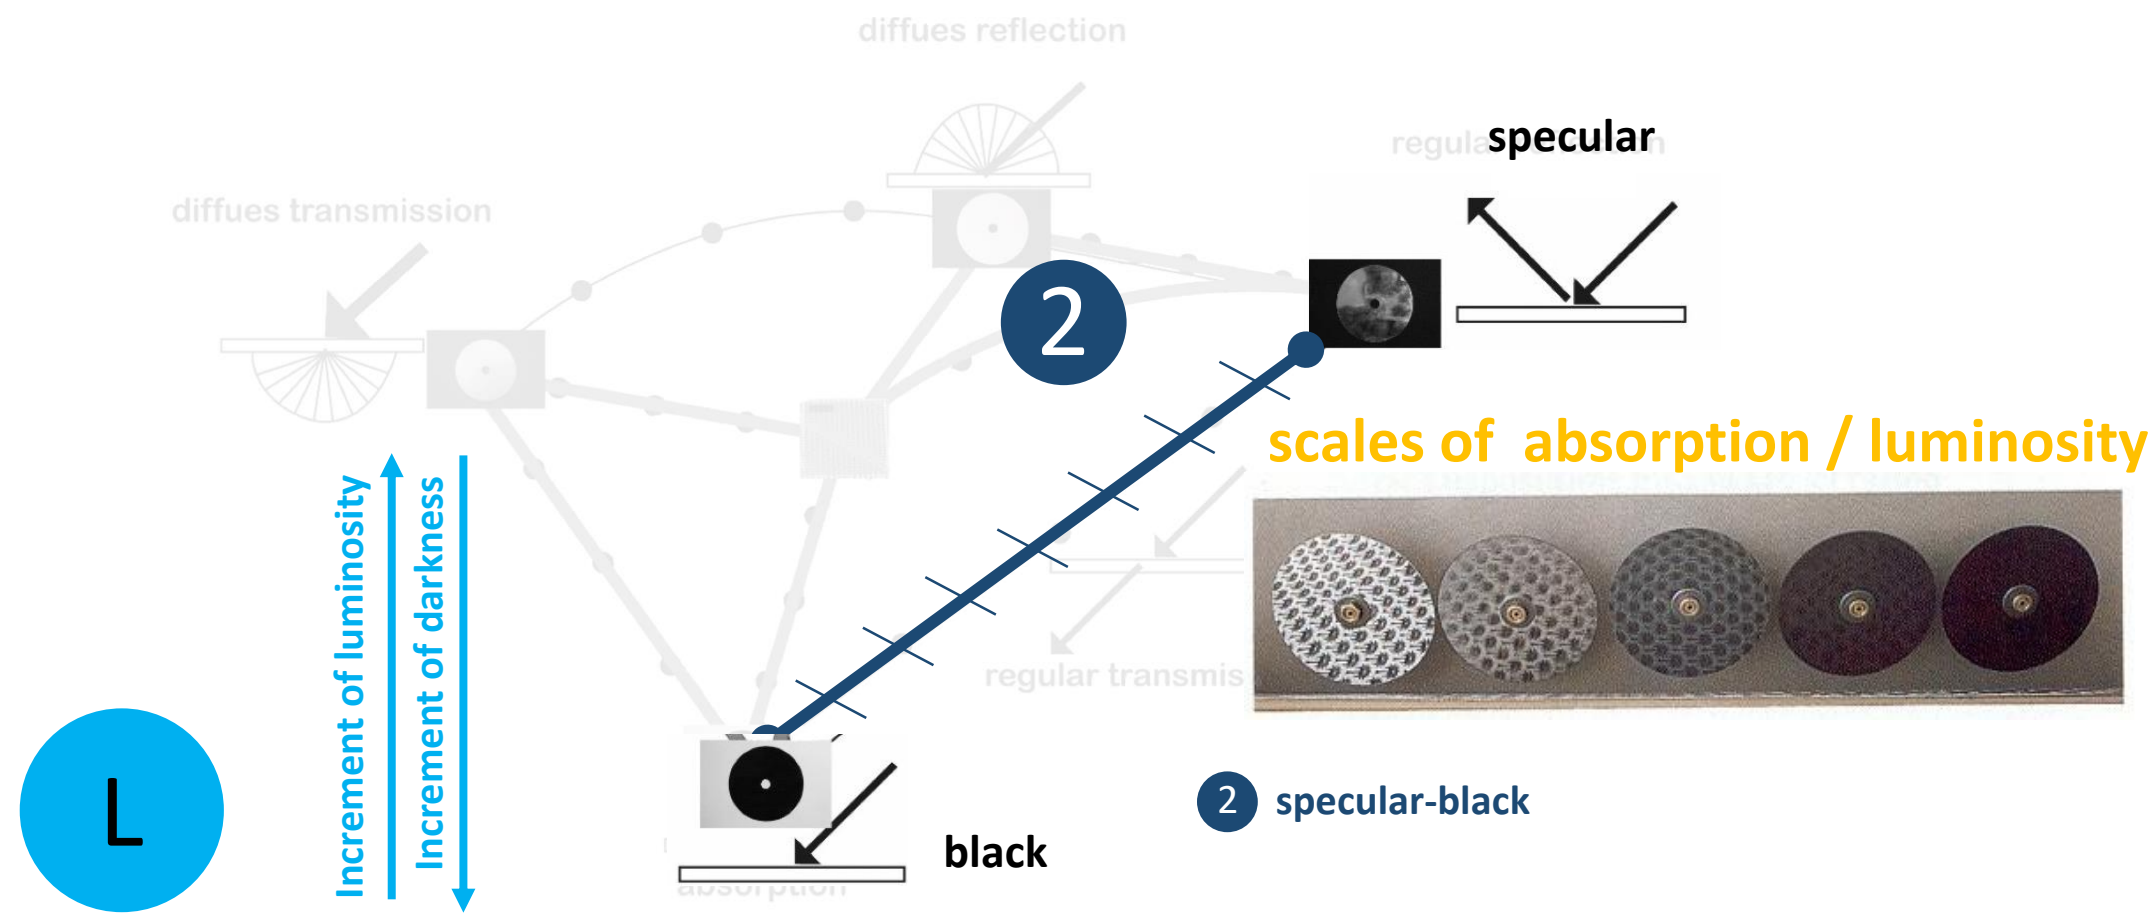 diffues reflection
specular
diffues transmission
2
scales of absorption / luminosity
Increment of luminosity
Increment of darkness
regular transmis
L
2 specular-black
black
absorption